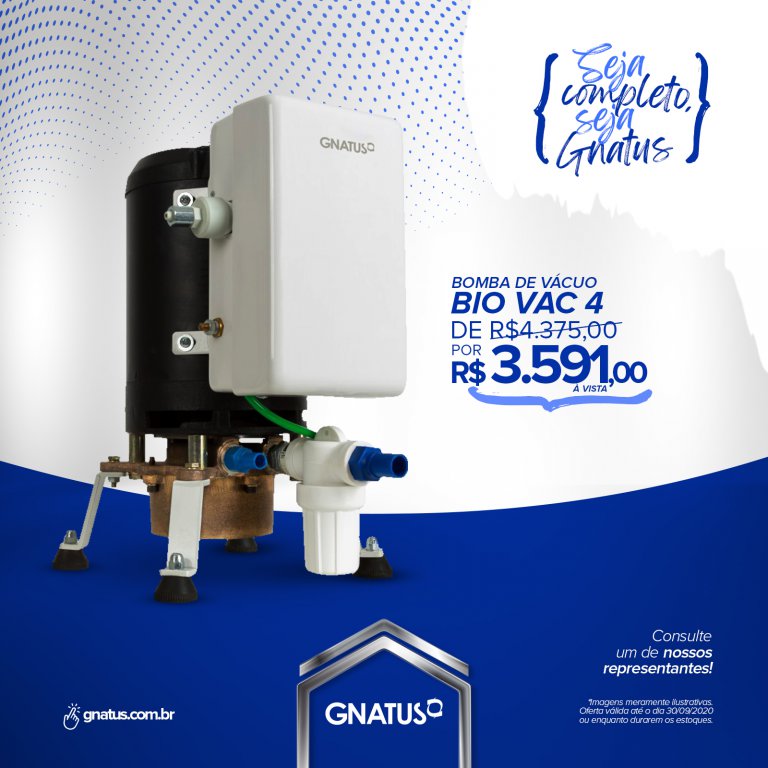 GNATUS
Seja
completo,
seja
Gnatus
BOMBA DE VÁCUO
BIO VAC 4
DE R$4.375,00
POR
R$ 3.591,00
À VISTA
Consulte
um de nossos
representantes!
gnatus.com.br
GNATUS
*Imagens meramente ilustrativas.
Oferta válida até o dia 30/09/2020
ou enquanto durarem os estoques.